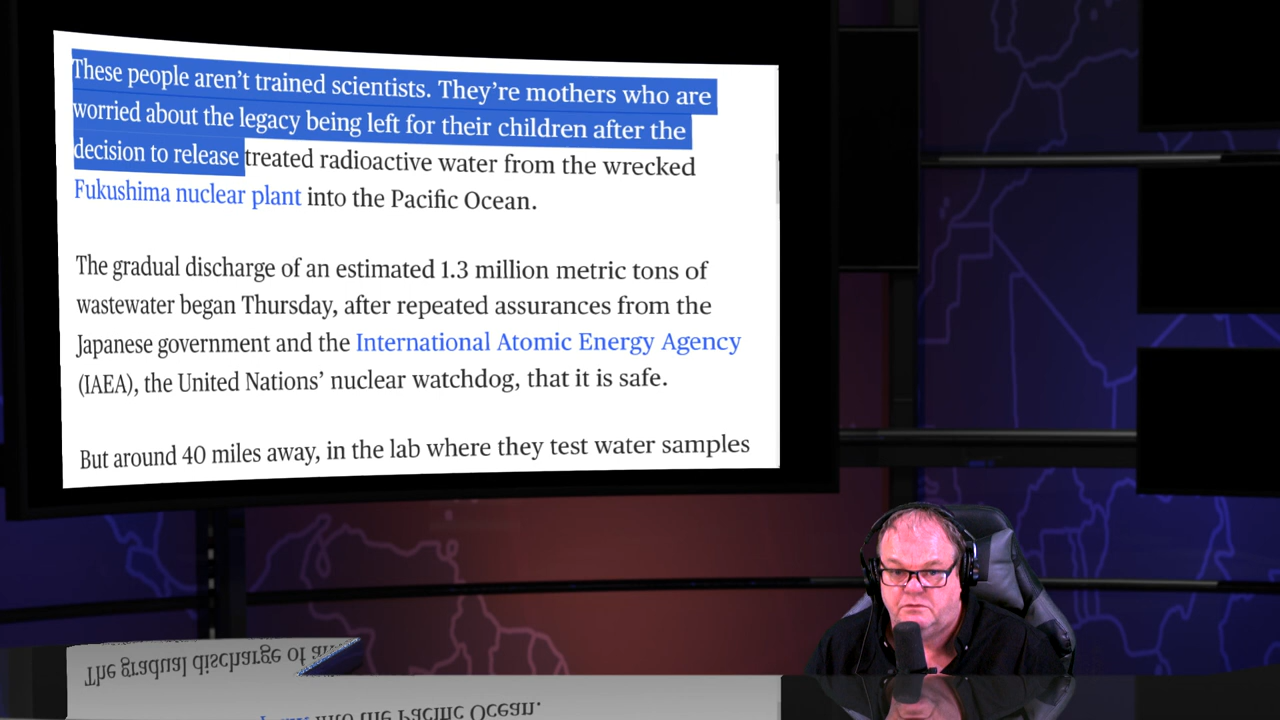 These people aren’t trained scientists. They’re mothers who are
worried about the legacy being left for their children after the
decision to release treated radioactive water from the wrecked
Fukushima nuclear plant into the Pacific Ocean.
The gradual discharge of an estimated 1.3 million metric tons of
wastewater began Thursday, after repeated assurances from the
Japanese government and the International Atomic Energy Agency
(IAEA), the United Nations’ nuclear watchdog, that it is safe.
But around 40 miles away, in the lab where they test water samples